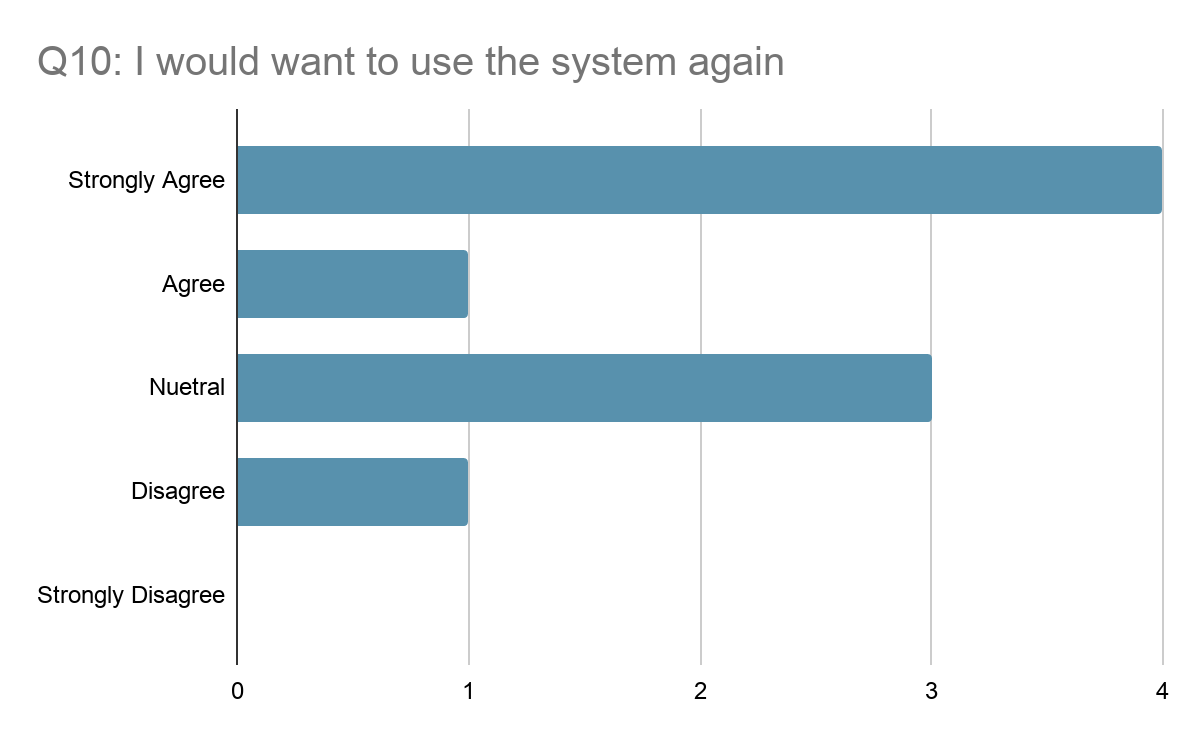 Q10: I would want to use the system again
Strongly Agree
Agree
Nuetral
Disagree
Strongly Disagree
0 1 2 3 4